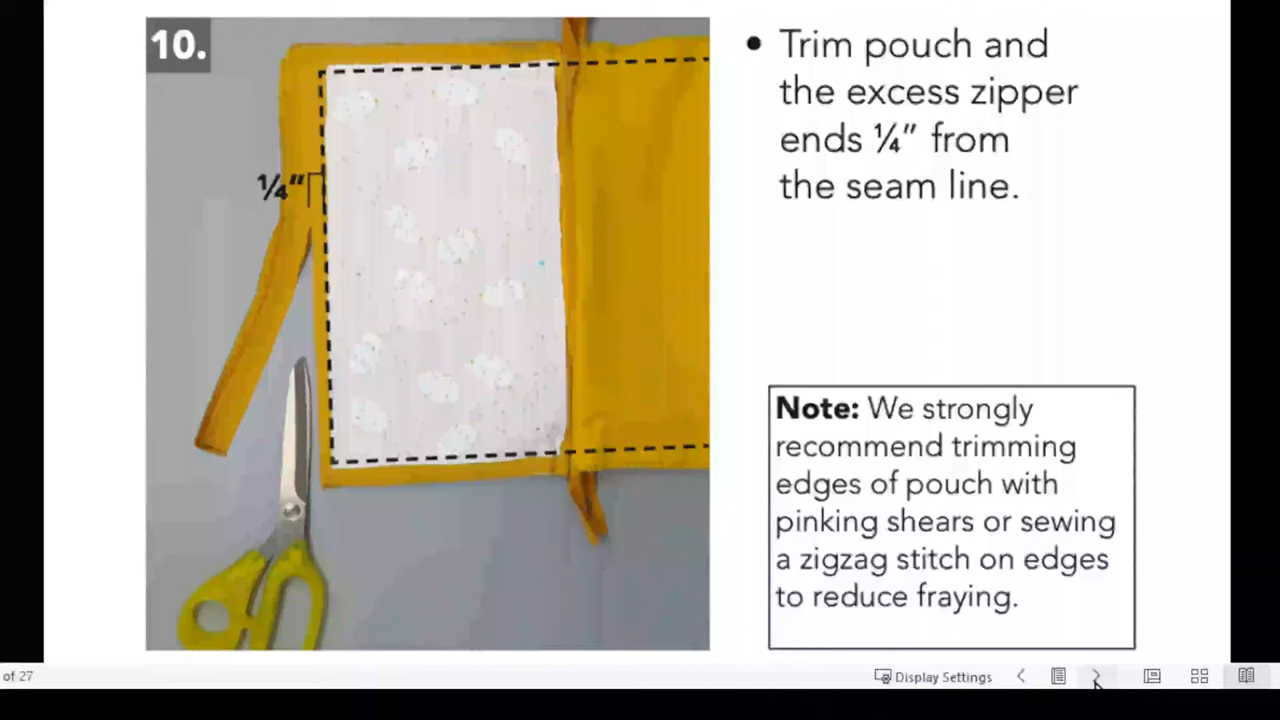 10.
¼"
• Trim pouch and
the excess zipper
ends ¼" from
the seam line.
Note: We strongly
recommend trimming
edges of pouch with
pinking shears or sewing
a zigzag stitch on edges
to reduce fraying.
of 27
Display Settings